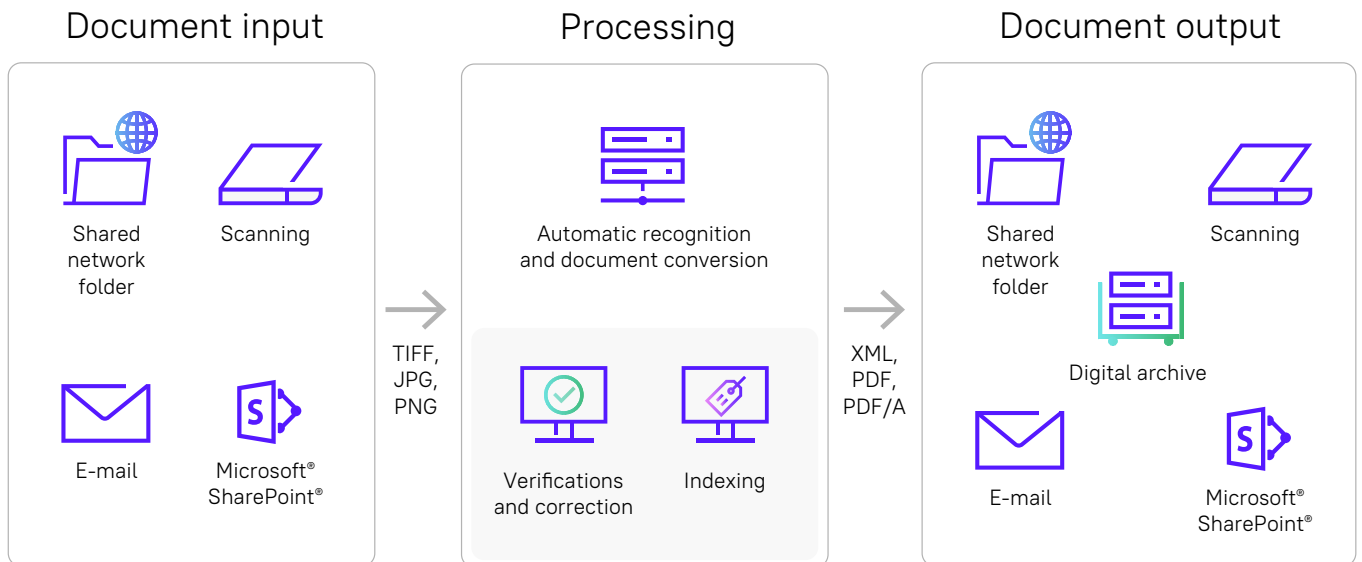 Document input
Shared
network
folder
Scanning
E-mail
S
Microsoft®
SharePoint®
TIFF,
JPG,
PNG
Processing
Automatic recognition
and document conversion
Verifications
and correction
Indexing
XML,
PDF,
PDF/A
Document output
Shared
network
folder
Scanning
Digital archive
E-mail
S
Microsoft®
SharePoint®